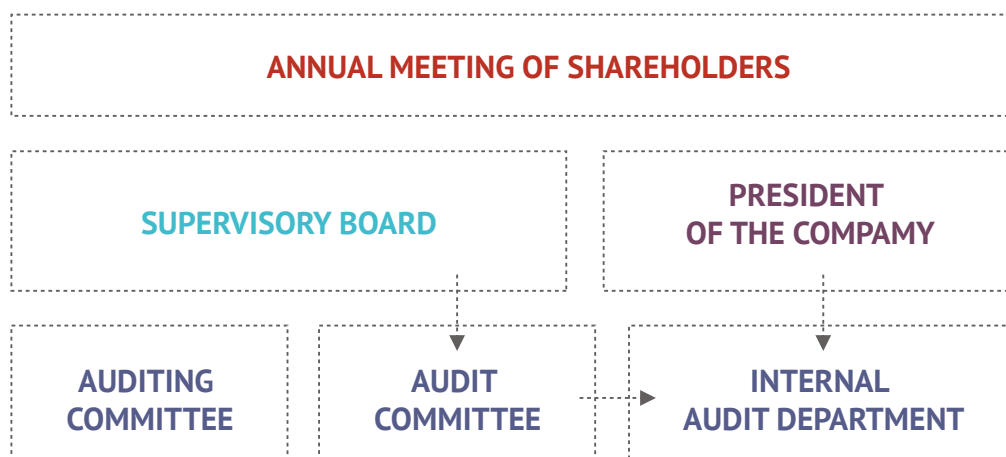 ANNUAL MEETING OF SHAREHOLDERS
SUPERVISORY BOARD
PRESIDENT
OF THE COMPAMY
AUDITING
COMMITTEE
AUDIT
COMMITTEE
INTERNAL
AUDIT DEPARTMENT